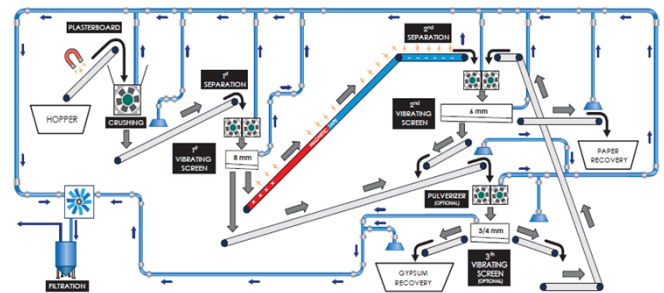 PLASTERBOARD
HOPPER
CRUSHING
1st
SEPARATION
1st
VIBRATING
SCREEN
8 mm
MAGNETIC
2nd
SEPARATION
2nd
VIBRATING
SCREEN
6 mm
PAPER
RECOVERY
PULVERIZER
(OPTIONAL)
3/4 mm
3th
VIBRATING
SCREEN
(OPTIONAL)
GYPSUM
RECOVERY
FILTRATION